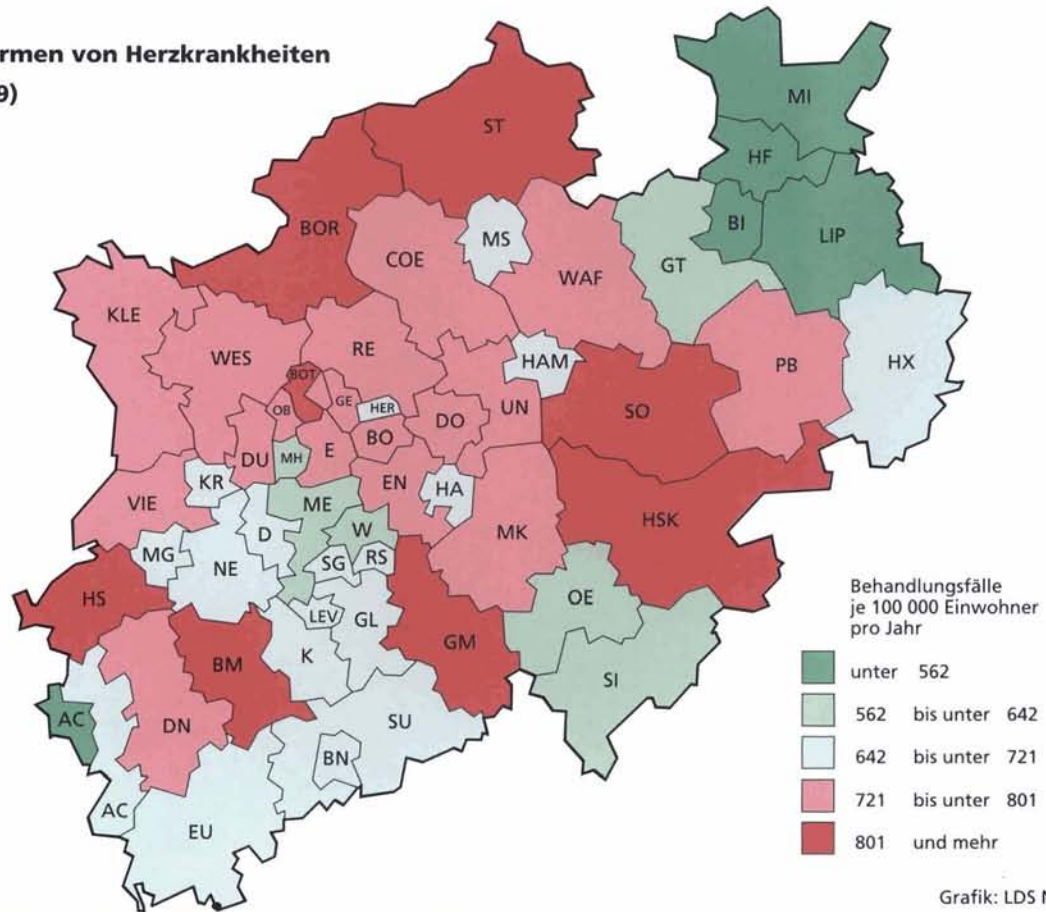 rmen von Herzkrankheiten
9)
MI
ST
HF
BI
LIP
BOR
MS
COE
GT
WAF
KLE
RE
WES
HAM
PB
HX
BOT
GE
HER
OB
UN
SO
DO
BO
E
DU
MH
KR
EN
HA
VIE
ME
HSK
D
W
MK
MG
SG
RS
NE
HS
OE
LEV
GL
K
GM
BM
SI
AC
DN
SU
BN
AC
EU
Behandlungsfälle
je 100 000 Einwohner
pro Jahr
unter 562
562 bis unter 642
642 bis unter 721
721 bis unter 801
801 und mehr
Grafik: LDS N